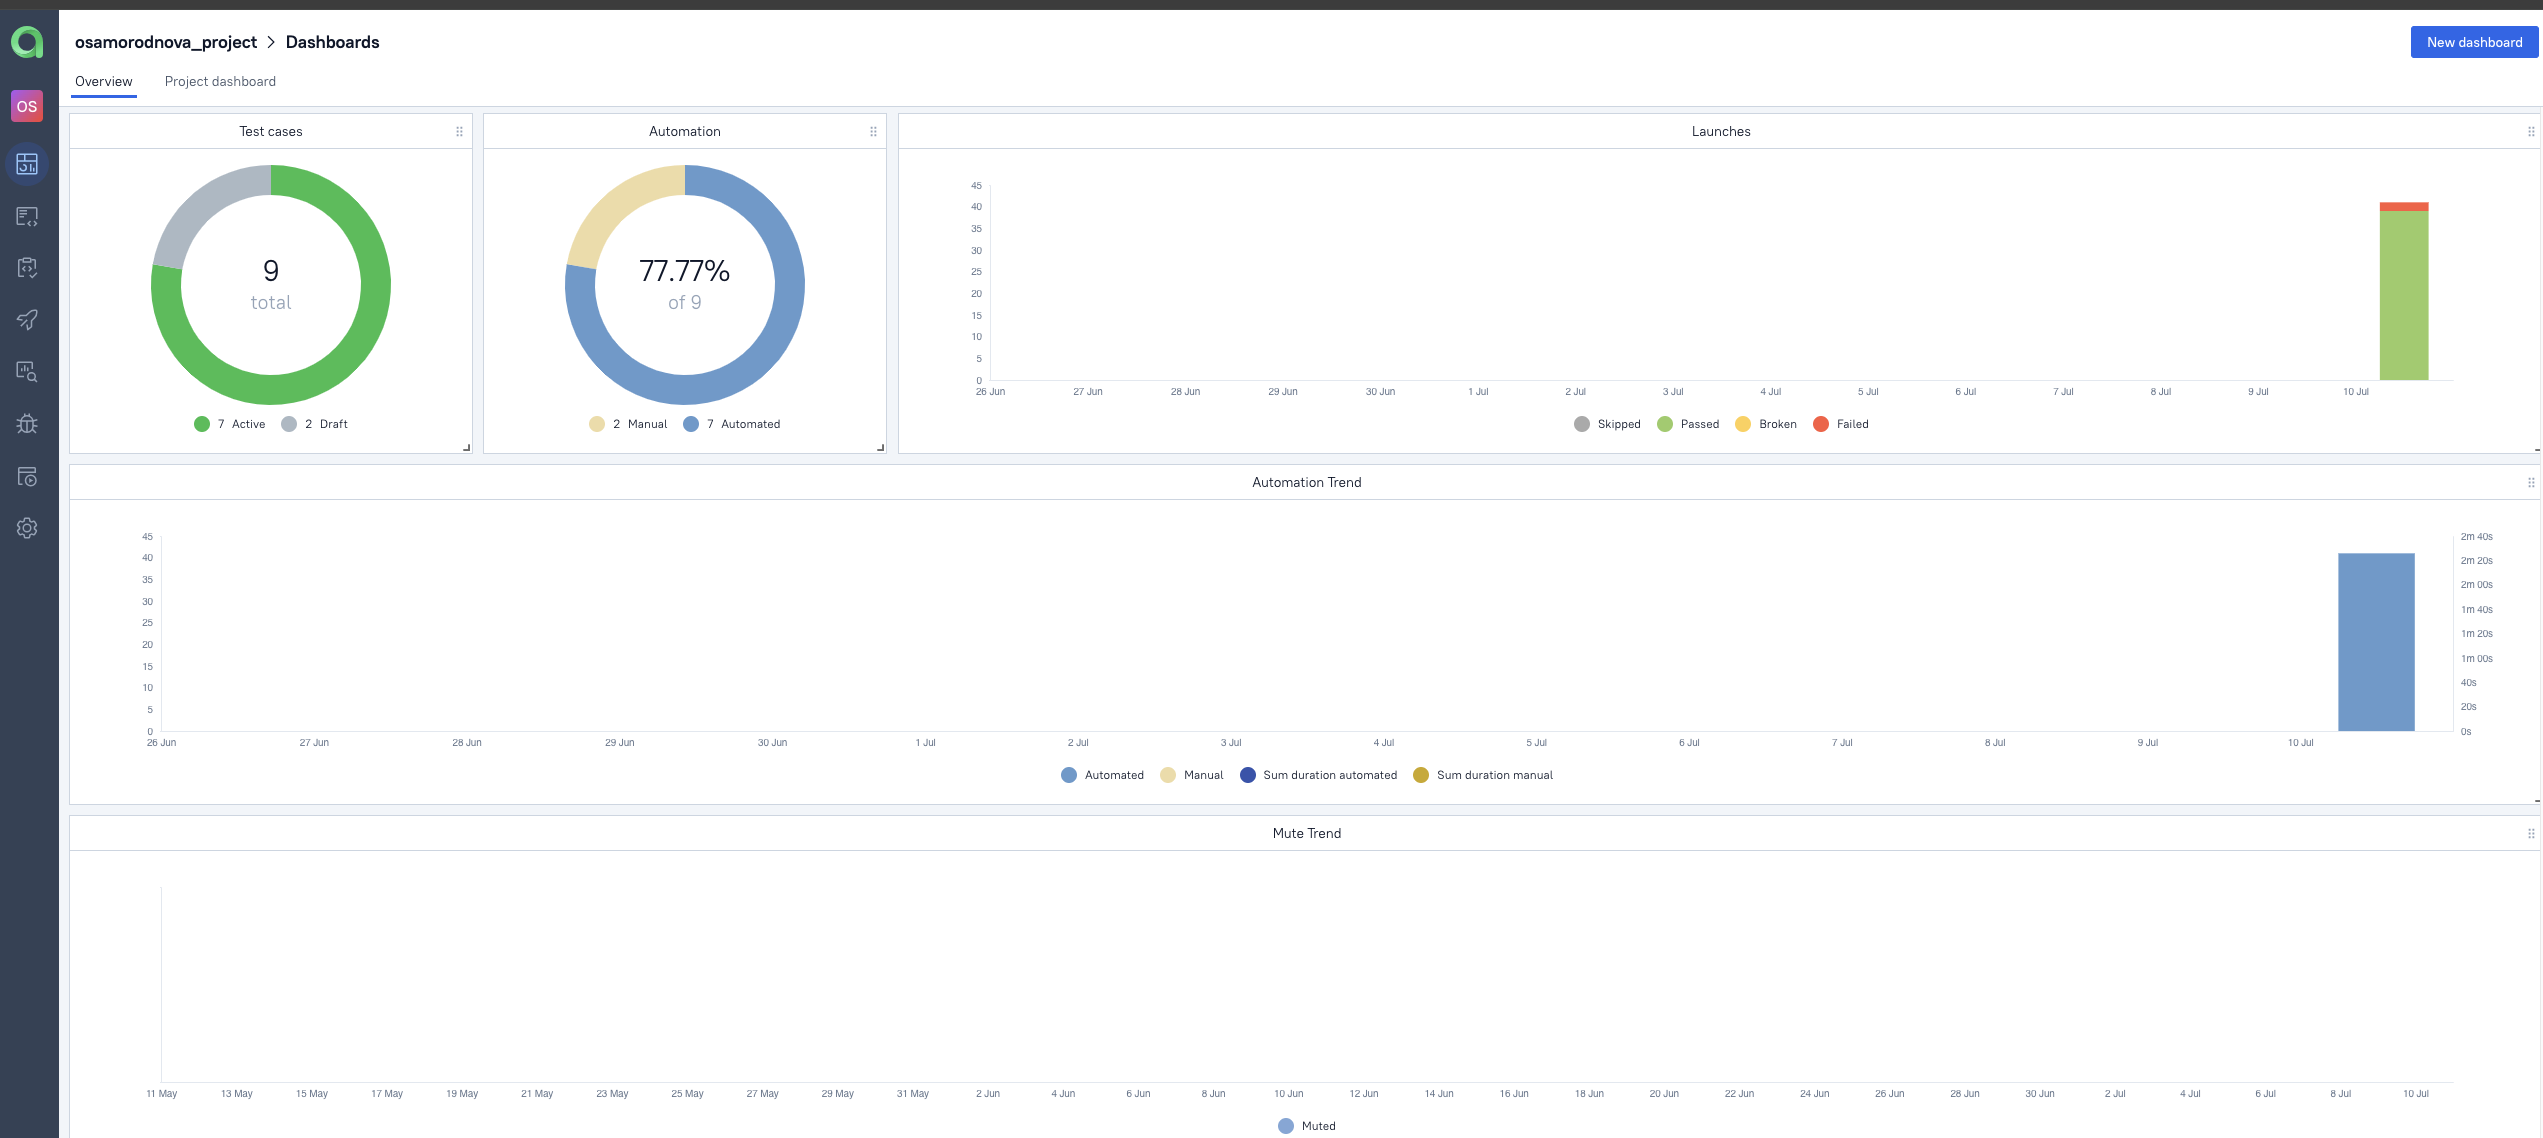 osamorodnova_project > Dashboards
New dashboard
Overview Project dashboard
OS
Test cases
9
total
7 Active 2 Draft
Automation
77.77%
of 9
2 Manual 7 Automated
Launches
45
40
35
30
25
20
15
10
5
0
26 Jun 27 Jun 28 Jun 29 Jun 30 Jun 1 Jul 2 Jul 3 Jul 4 Jul 5 Jul 6 Jul 7 Jul 8 Jul 9 Jul 10 Jul
Skipped Passed Broken Failed
Automation Trend
45
40
35
30
25
20
15
10
5
0
2m 40s
2m 20s
2m 00s
1m 40s
1m 20s
1m 00s
40s
20s
0s
26 Jun 27 Jun 28 Jun 29 Jun 30 Jun 1 Jul 2 Jul 3 Jul 4 Jul 5 Jul 6 Jul 7 Jul 8 Jul 9 Jul 10 Jul
Automated Manual Sum duration automated Sum duration manual
Mute Trend
11 May 13 May 15 May 17 May 19 May 21 May 23 May 25 May 27 May 29 May 31 May 2 Jun 4 Jun 6 Jun 8 Jun 10 Jun 12 Jun 14 Jun 16 Jun 18 Jun 20 Jun 22 Jun 24 Jun 26 Jun 28 Jun 30 Jun 2 Jul 4 Jul 6 Jul 8 Jul 10 Jul
Muted